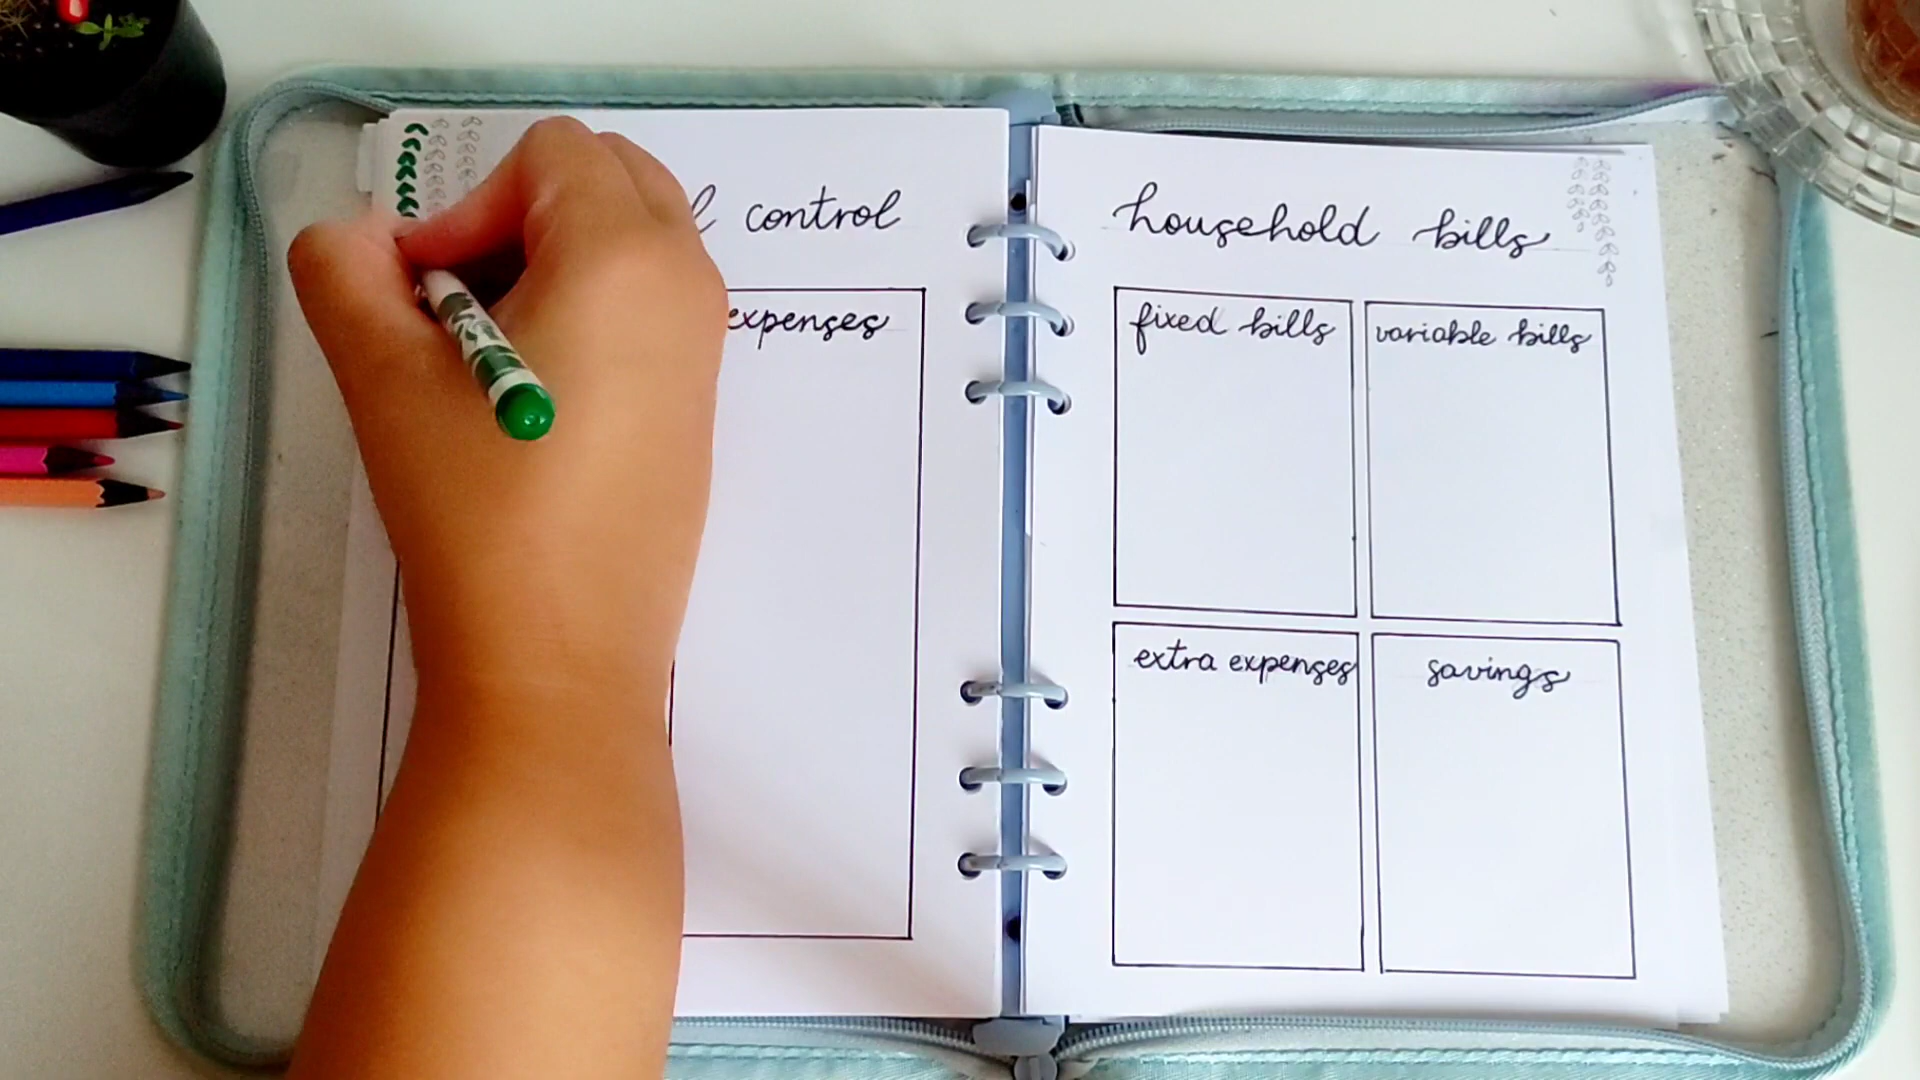 control
expenses
household bills
fixed bills
variable bills
extra expenses
savings